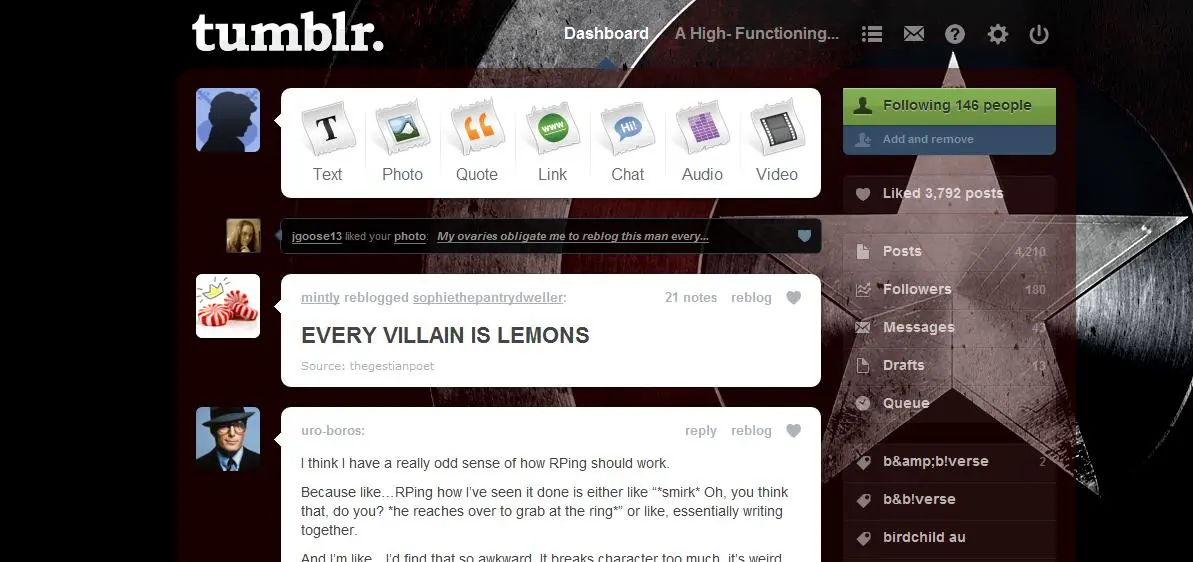 tumblr.
Dashboard
A High- Functioning...
?
T
www
Hi!
Text
Photo
Quote
Link
Chat
Audio
Video
jgoose13 liked your photo: My ovaries obligate me to reblog this man every...
mintly reblogged sophiethepantrydweller:
21 notes reblog
EVERY VILLAIN IS LEMONS
Source: thegestianpoet
uro-boros:
reply reblog
I think I have a really odd sense of how RPing should work.
Because like…RPing how I've seen it done is either like “*smirk* Oh, you think
that, do you? *he reaches over to grab at the ring*” or like, essentially writing
together.
And I'm like…I'd find that so awkward. It breaks character too much, it's weird
Following 146 people
Add and remove
Liked 3,792 posts
Posts 4,210
Followers 180
Messages 43
Drafts 13
Queue
b&amp;b!verse 2
b&b!verse
birchild au